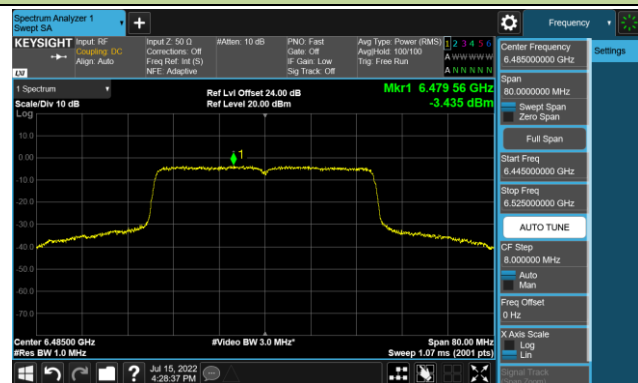 Spectrum Analyzer 1
Swept SA
Frequency
KEYSIGHT
Input: RF
Coupling: DC
Align: Auto
Input Z: 50 Ω
Corrections: Off
Freq Ref: Int (S)
NFE: Adaptive
#Atten: 10 dB
PNO: Fast
Gate: Off
IF Gain: Low
Sig Track: Off
Avg Type: Power (RMS)
Avg|Hold: 100/100
Trig: Free Run
1 2 3 4 5 6
A W W W W W
A N N N N N
LXI
1 Spectrum
Scale/Div 10 dB
Log
Ref Lvl Offset 24.00 dB
Ref Level 20.00 dBm
Mkr1 6.479 56 GHz
-3.435 dBm
10.0
0.00
-10.0
-20.0
-30.0
-40.0
-50.0
-60.0
-70.0
1
Center 6.48500 GHz
#Res BW 1.0 MHz
#Video BW 3.0 MHz*
Span 80.00 MHz
Sweep 1.07 ms (2001 pts)
Jul 15, 2022
4:28:37 PM
?
Center Frequency
6.485000000 GHz
Span
80.0000000 MHz
Swept Span
Zero Span
Full Span
Start Freq
6.445000000 GHz
Stop Freq
6.525000000 GHz
AUTO TUNE
CF Step
8.000000 MHz
Auto
Man
Freq Offset
0 Hz
X Axis Scale
Log
Lin
Signal Track
Settings